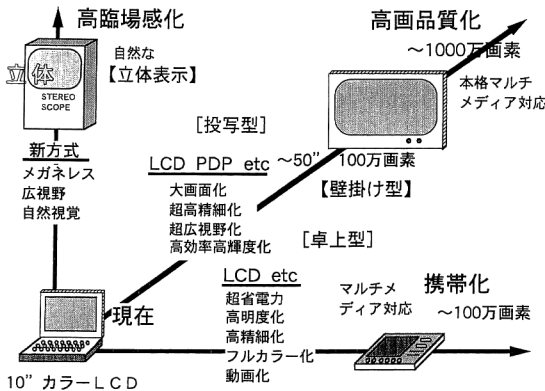 高臨場感化
自然な
【立体表示】
立体
STEREO
SCOPE
新方式
メガネレス
広視野
自然視覚
高画品質化
～1000万画素
本格マルチ
メディア対応
［投写型］
LCD PDP etc
～50” 100万画素
【壁掛け型】
大画面化
超高精細化
超広視野化
高効率高輝度化
［卓上型］
LCD etc
超省電力
高明度化
高精細化
フルカラー化
動画化
マルチメ
ディア対応
携帯化
～100万画素
現在
10” カラーＬＣＤ